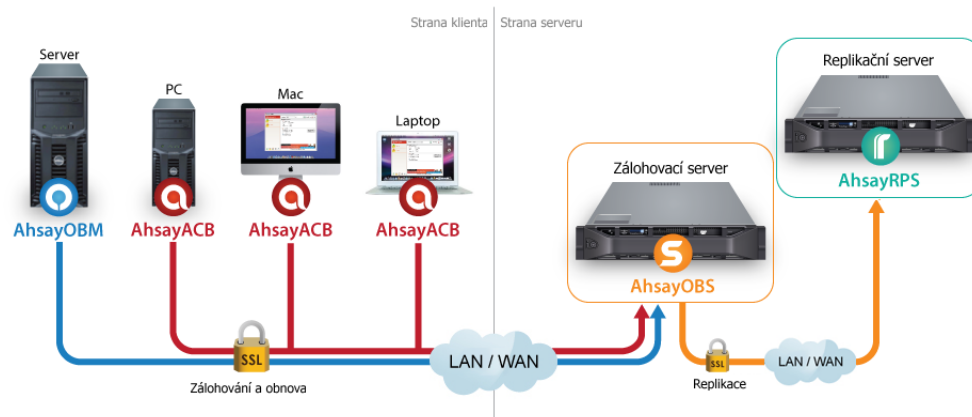 Strana klienta
Strana serveru
Server
PC
Mac
Laptop
AhsayOBM
AhsayACB
AhsayACB
AhsayACB
Replikační server
AhsayRPS
Zálohovací server
S
AhsayOBS
SSL
Zálohování a obnova
LAN / WAN
SSL
Replikace
LAN / WAN